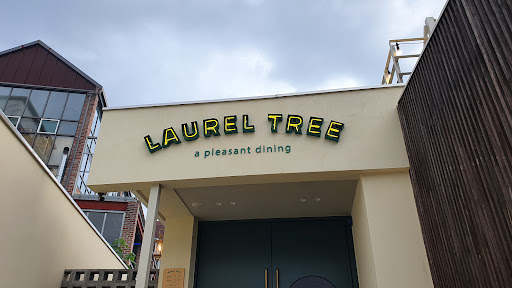 LAUREL TREE
a pleasant dining